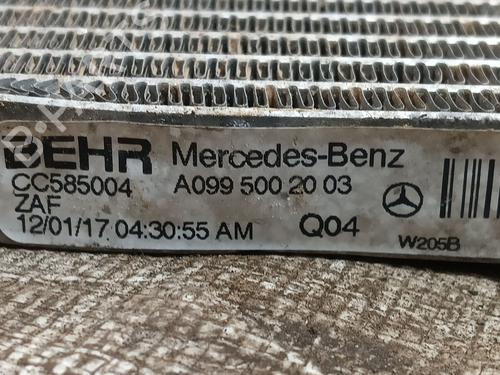 BEHR Mercedes-Benz
CC585004 A099 500 20 03
ZAF
12/01/17 04:30:55 AM Q04
W205B